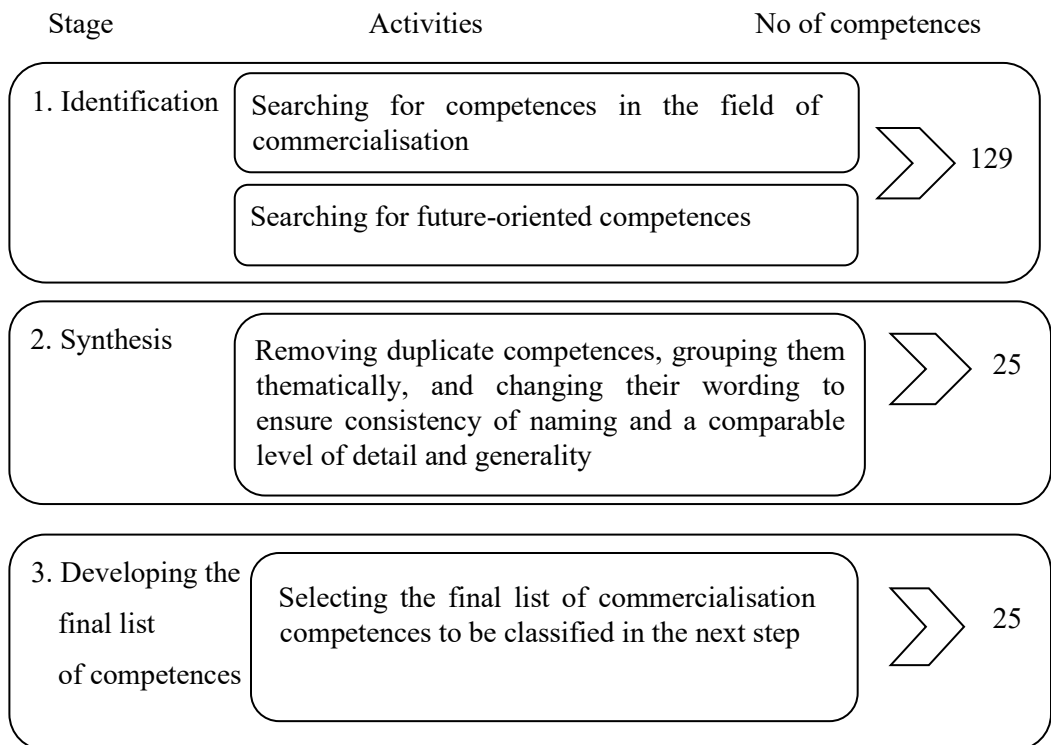 Stage Activities No of competences
1. Identification
Searching for competences in the field of
commercialisation
129
Searching for future-oriented competences
2. Synthesis
Removing duplicate competences, grouping them
thematically, and changing their wording to
ensure consistency of naming and a comparable
level of detail and generality
25
3. Developing the
final list
of competences
Selecting the final list of commercialisation
competences to be classified in the next step
25